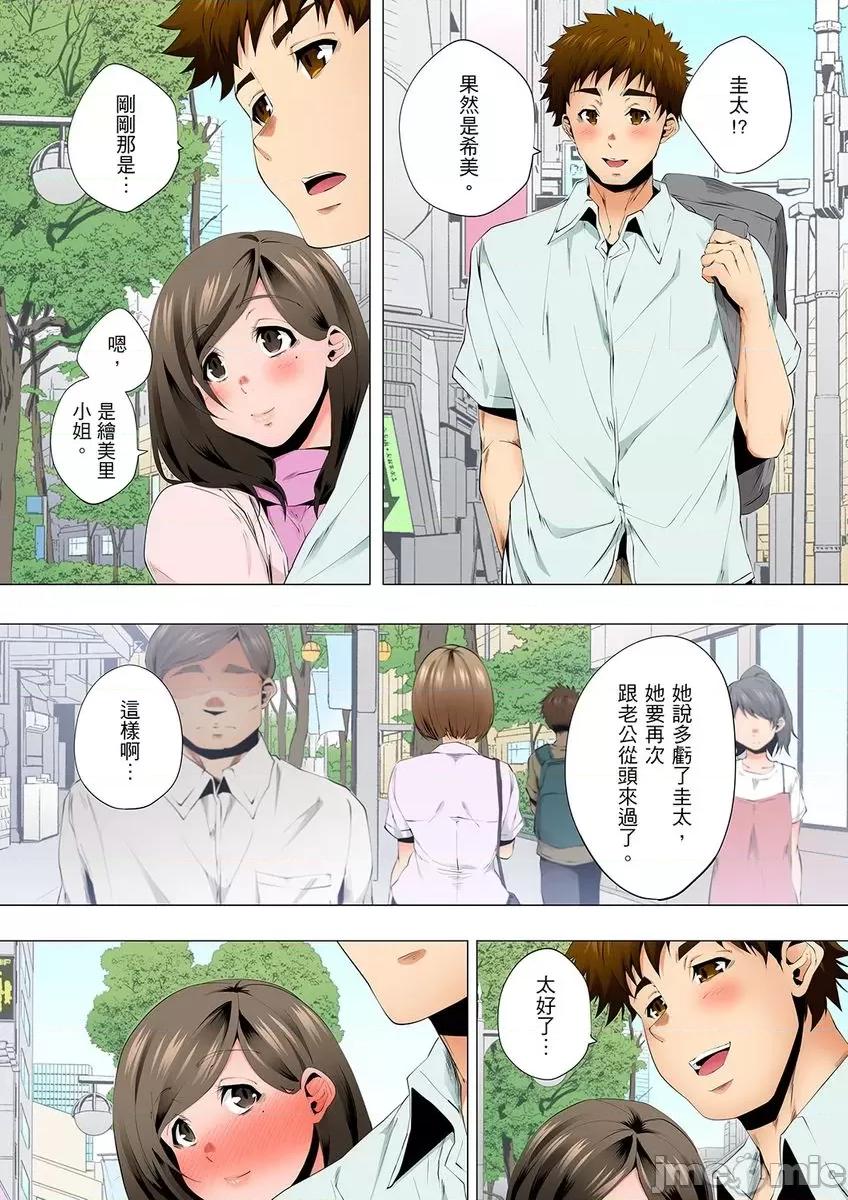 圭太!?
果然是希美。
剛剛那是…
嗯，
是繪美里
小姐。
她說多虧了圭太，
她要再次
跟老公從頭來過了。
這樣啊…
太好了…